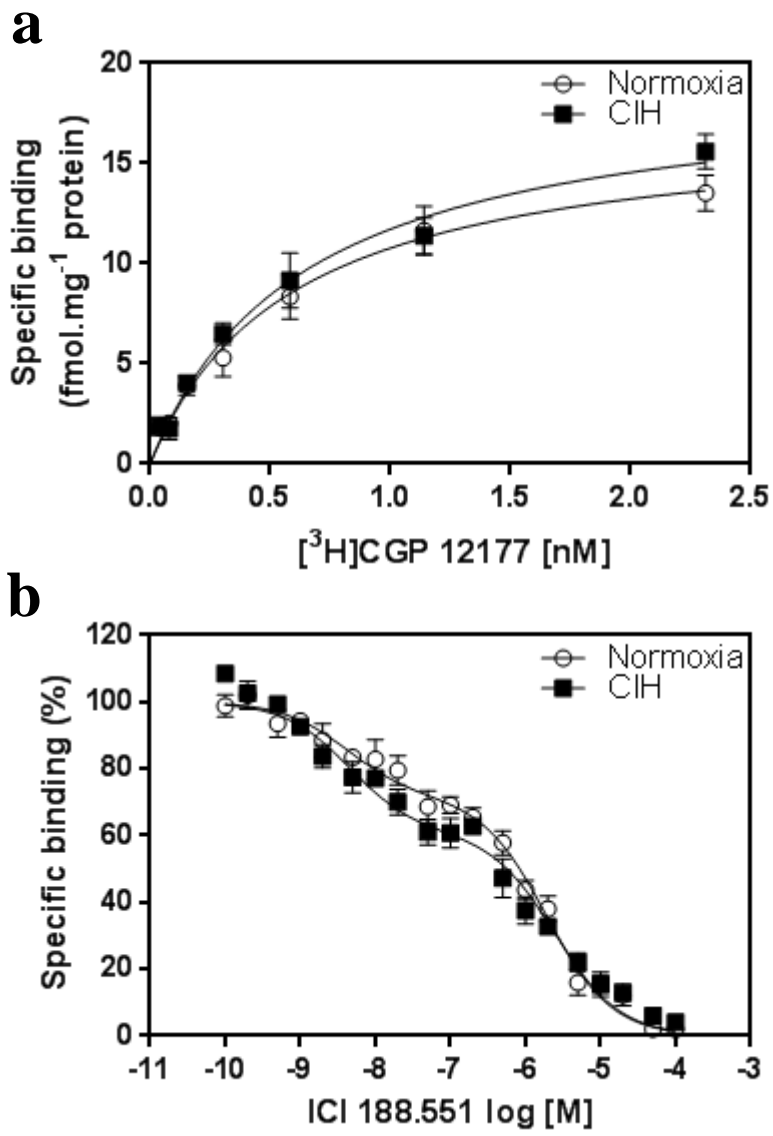 a
Specific binding
(fmol.mg⁻¹ protein)
20
15
10
5
0
Normoxia
CIH
0.0 0.5 1.0 1.5 2.0 2.5
[³H]CGP 12177 [nM]
b
Specific binding (%)
120
100
80
60
40
20
0
Normoxia
CIH
-11 -10 -9 -8 -7 -6 -5 -4 -3
ICI 188.551 log [M]